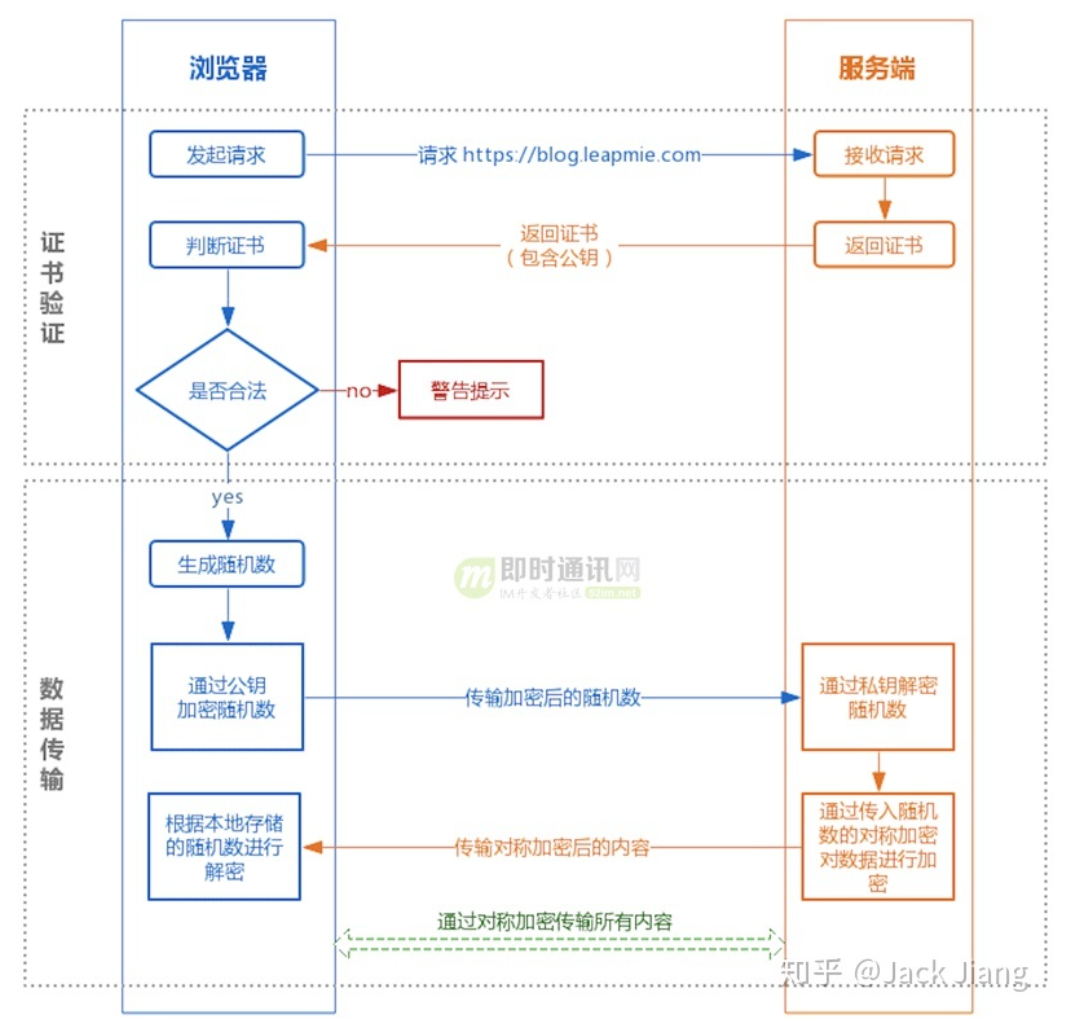 浏览器
服务端
证书验证
发起请求
请求 https://blog.leapmie.com
接收请求
判断证书
返回证书
（包含公钥）
返回证书
是否合法
no
警告提示
yes
数据传输
生成随机数
即时通讯网
IM开发者社区 52im.net
通过公钥
加密随机数
传输加密后的随机数
通过私钥解密
随机数
根据本地存储
的随机数进行
解密
传输对称加密后的内容
通过传入随机
数的对称加密
对数据进行加
密
通过对称加密传输所有内容
知乎 @Jack Jiang